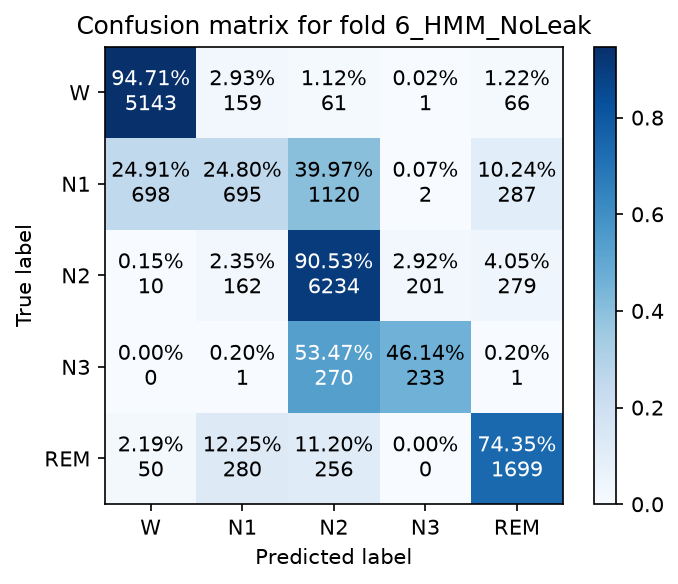 Confusion matrix for fold 6_HMM_NoLeak
True label
W
94.71% 2.93% 1.12% 0.02% 1.22%
5143 159 61 1 66
N1
24.91% 24.80% 39.97% 0.07% 10.24%
698 695 1120 2 287
N2
0.15% 2.35% 90.53% 2.92% 4.05%
10 162 6234 201 279
N3
0.00% 0.20% 53.47% 46.14% 0.20%
0 1 270 233 1
REM
2.19% 12.25% 11.20% 0.00% 74.35%
50 280 256 0 1699
W N1 N2 N3 REM
Predicted label
0.8
0.6
0.4
0.2
0.0